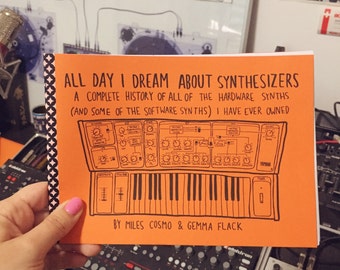 ALL DAY I DREAM ABOUT SYNTHESIZERS
A COMPLETE HISTORY OF ALL OF THE HARDWARE SYNTHS
(AND SOME OF THE SOFTWARE SYNTHS) I HAVE EVER OWNED
BY MILES COSMO & GEMMA FLACK